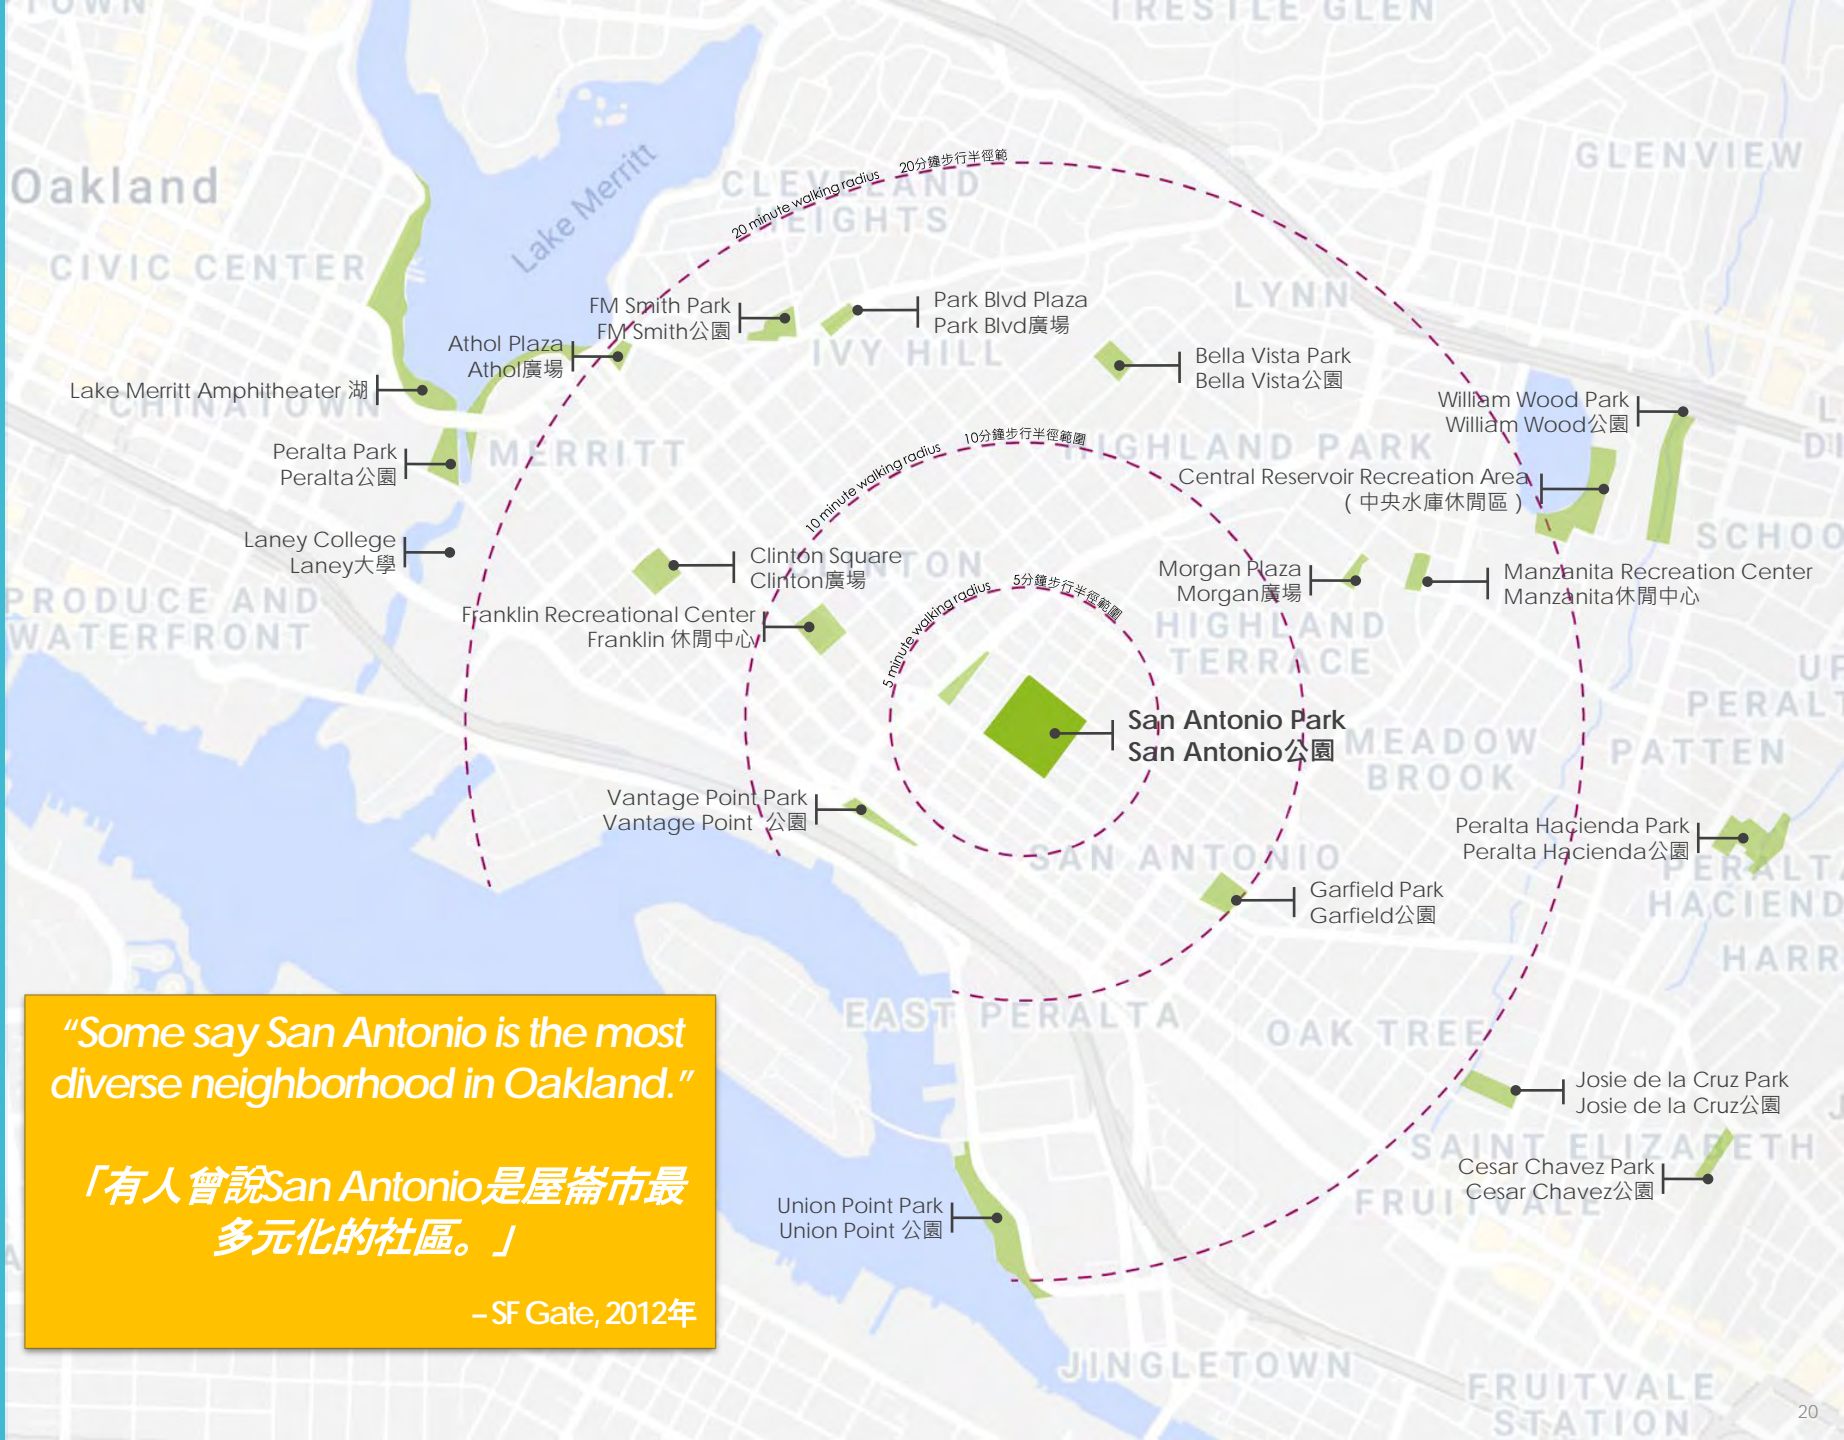 TOWN
TRESTLE GLEN
GLENVIEW
Oakland
Lake Merritt
CLEVELAND
HEIGHTS
20 minute walking radius
20分鐘步行半徑範
CIVIC CENTER
LYNN
FM Smith Park
FM Smith公園
Park Blvd Plaza
Park Blvd廣場
IVY HILL
Athol Plaza
Athol廣場
Bella Vista Park
Bella Vista公園
Lake Merritt Amphitheater 湖
CHINATOWN
William Wood Park
William Wood公園
MERRITT
10 minute walking radius
10分鐘步行半徑範圍
HIGHLAND PARK
Peralta Park
Peralta公園
Central Reservoir Recreation Area
(中央水庫休閒區)
Laney College
Laney大學
SCHOO
Clinton Square
Clinton廣場
NTON
5 minute walking radius
5分鐘步行半徑範圍
Morgan Plaza
Morgan廣場
Manzanita Recreation Center
Manzanita休閒中心
PRODUCE AND
WATERFRONT
Franklin Recreational Center
Franklin 休閒中心
HIGHLAND
TERRACE
UP
PERALT
San Antonio Park
San Antonio公園
MEADOW
BROOK
PATTEN
Vantage Point Park
Vantage Point 公園
SAN ANTONIO
Peralta Hacienda Park
Peralta Hacienda公園
PERALTA
HACIEND
Garfield Park
Garfield公園
HARR
EAST PERALTA
OAK TREE
Josie de la Cruz Park
Josie de la Cruz公園
SAINT ELIZABETH
Cesar Chavez Park
Cesar Chavez公園
FRUITVALE
Union Point Park
Union Point 公園
JINGLETOWN
FRUITVALE
STATION
“Some say San Antonio is the most
diverse neighborhood in Oakland.”
「有人曾說San Antonio是屋崙市最
多元化的社區。」
– SF Gate, 2012年
20